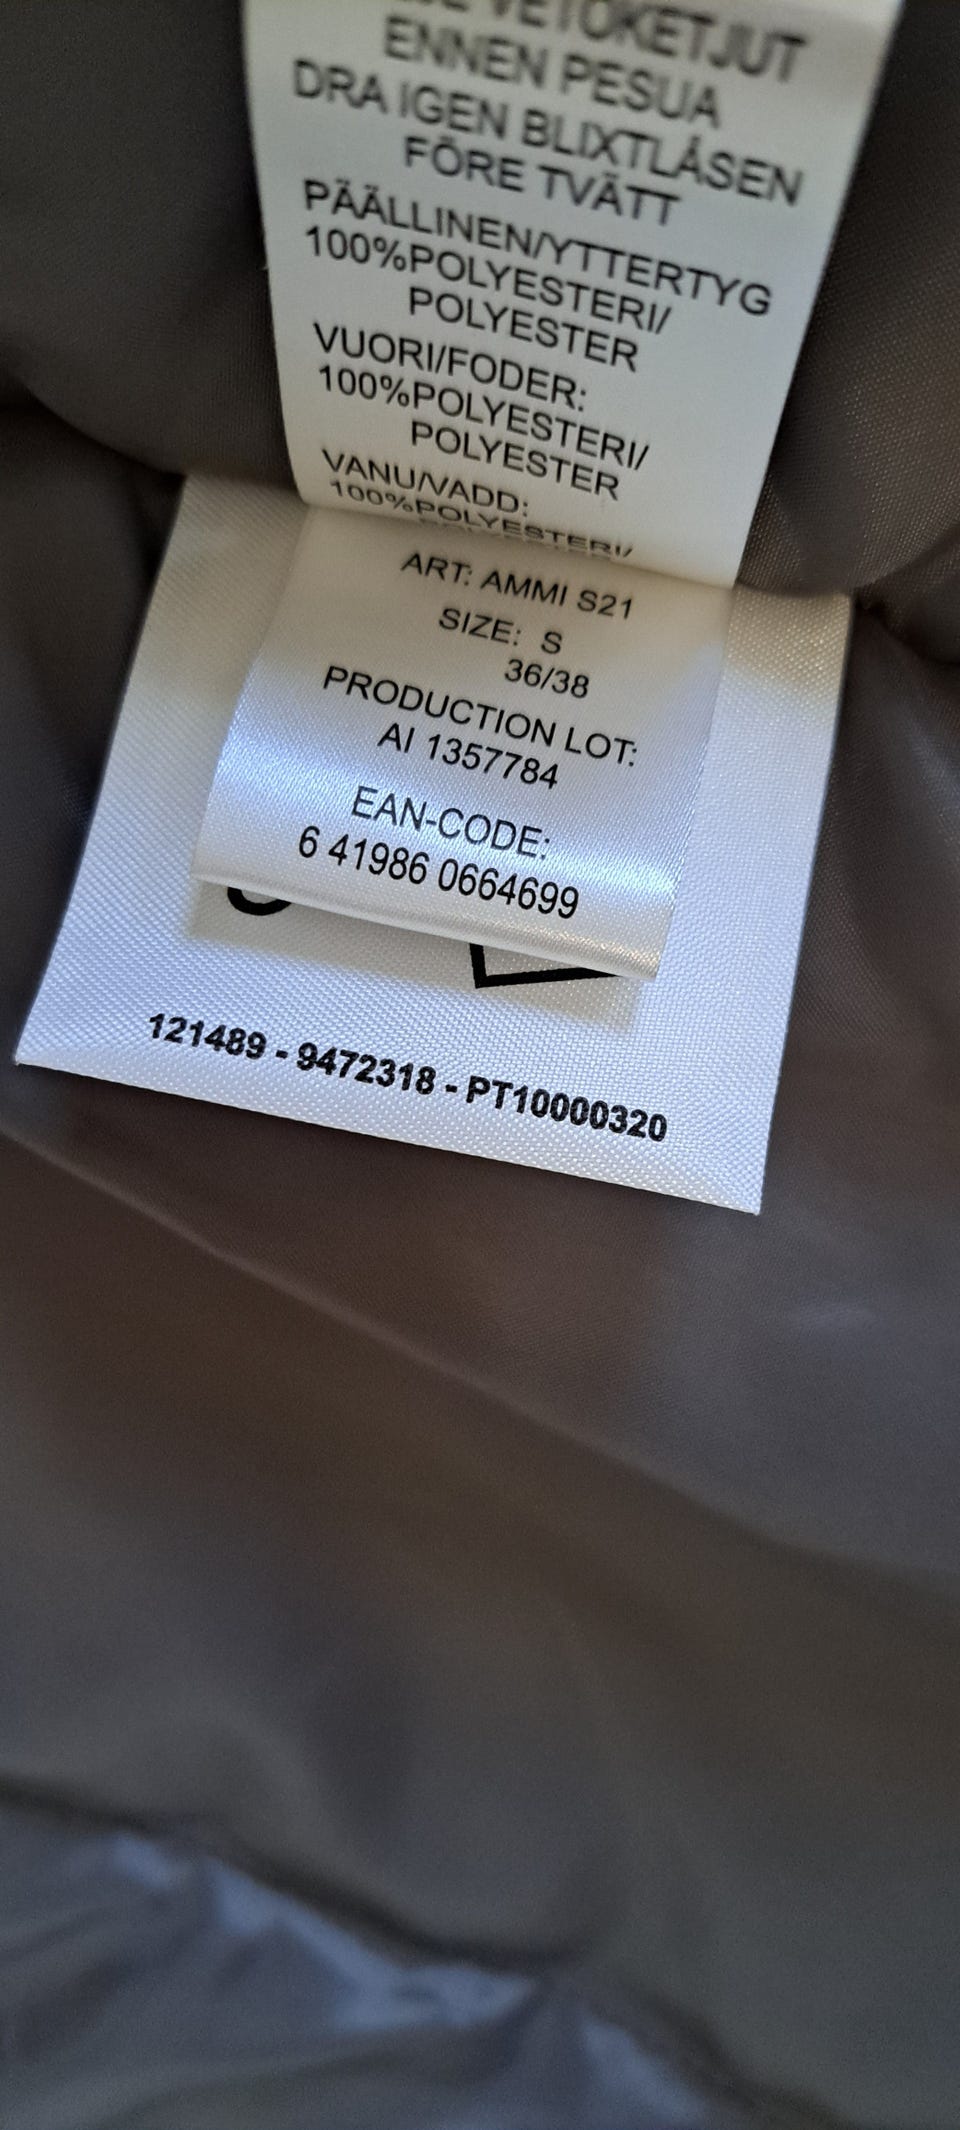 VETOKETJUT
ENNEN PESUA
DRA IGEN BLIXTLÅSEN
FÖRE TVÄTT
PÄÄLLINEN/YTTERTYG
100%POLYESTERI/
POLYESTER
VUORI/FODER:
100%POLYESTERI/
POLYESTER
VANU/VADD:
100%POLYESTERI/
ART: AMMI S21
SIZE: S
36/38
PRODUCTION LOT:
AI 1357784
EAN-CODE:
6 41986 0664699
121489 - 9472318 - PT10000320